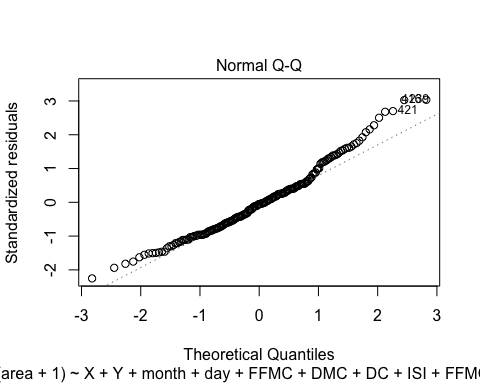 Normal Q-Q
Standardized residuals
3
2
1
0
-1
-2
421
-3 -2 -1 0 1 2 3
Theoretical Quantiles
(area + 1) ~ X + Y + month + day + FFMC + DMC + DC + ISI + FFMC